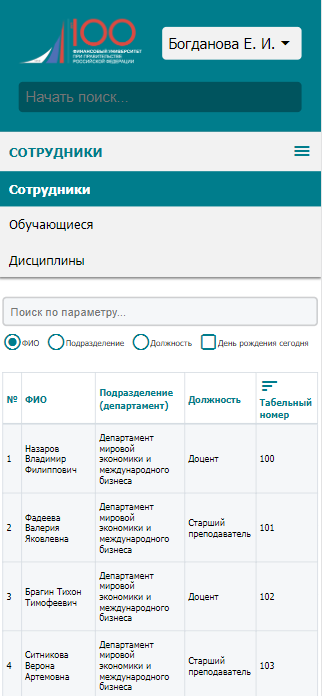 100
ФИНАНСОВЫЙ УНИВЕРСИТЕТ
ПРИ ПРАВИТЕЛЬСТВЕ
РОССИЙСКОЙ ФЕДЕРАЦИИ
Богданова Е. И.
Начать поиск...
СОТРУДНИКИ
Сотрудники
Обучающиеся
Дисциплины
Поиск по параметру...
ФИО Подразделение Должность День рождения сегодня
№ ФИО Подразделение (департамент) Должность Табельный номер
1
Назаров
Владимир
Филиппович
Департамент
мировой
экономики и
международного
бизнеса
Доцент
100
2
Фадеева
Валерия
Яковлевна
Департамент
мировой
экономики и
международного
бизнеса
Старший
преподаватель
101
3
Брагин Тихон
Тимофеевич
Департамент
мировой
экономики и
международного
бизнеса
Доцент
102
4
Ситникова
Верона
Артемовна
Департамент
мировой
экономики и
международного
бизнеса
Старший
преподаватель
103